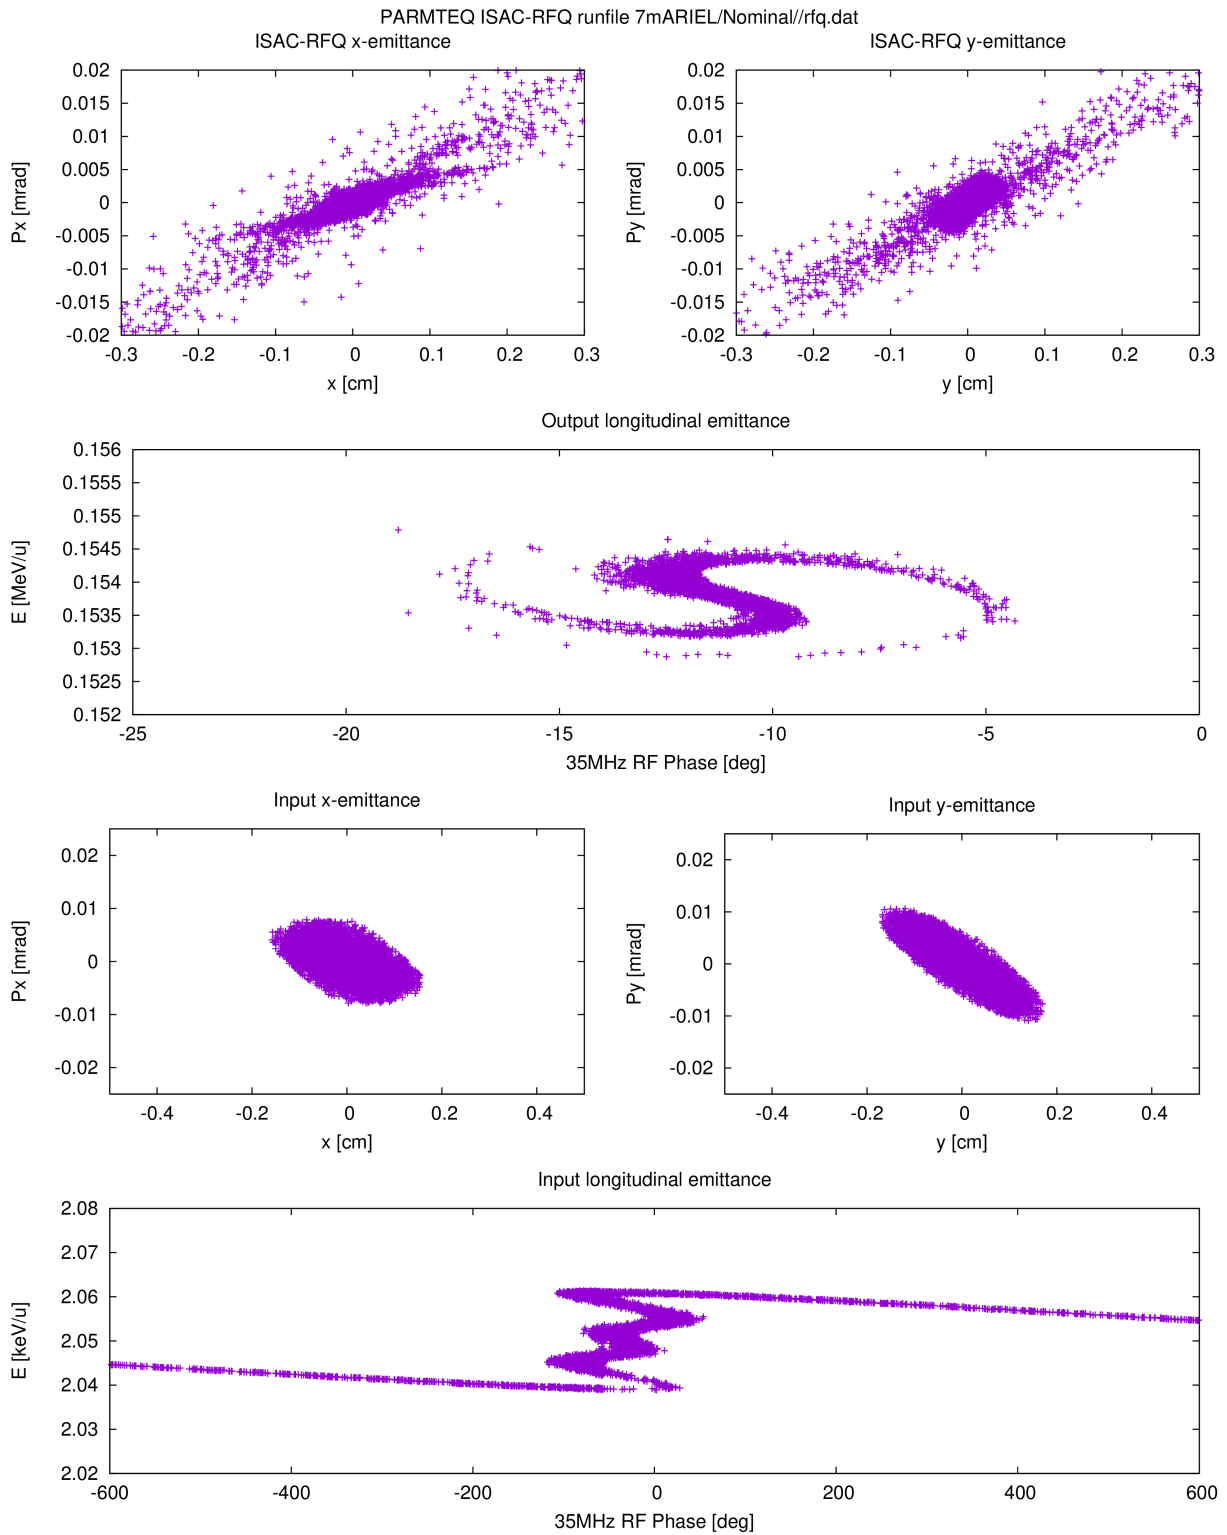 PARMTEQ ISAC-RFQ runfile 7mARIEL/Nominal//rfq.dat
ISAC-RFQ x-emittance
ISAC-RFQ y-emittance
0.02
0.015
0.01
0.005
0
-0.005
-0.01
-0.015
-0.02
Px [mrad]
-0.3 -0.2 -0.1 0 0.1 0.2 0.3
x [cm]
0.02
0.015
0.01
0.005
0
-0.005
-0.01
-0.015
-0.02
Py [mrad]
-0.3 -0.2 -0.1 0 0.1 0.2 0.3
y [cm]
Output longitudinal emittance
0.156
0.1555
0.155
0.1545
0.154
0.1535
0.153
0.1525
0.152
E [MeV/u]
-25 -20 -15 -10 -5 0
35MHz RF Phase [deg]
Input x-emittance
0.02
0.01
0
-0.01
-0.02
Px [mrad]
-0.4 -0.2 0 0.2 0.4
x [cm]
Input y-emittance
0.02
0.01
0
-0.01
-0.02
Py [mrad]
-0.4 -0.2 0 0.2 0.4
y [cm]
Input longitudinal emittance
2.08
2.07
2.06
2.05
2.04
2.03
2.02
E [keV/u]
-600 -400 -200 0 200 400 600
35MHz RF Phase [deg]